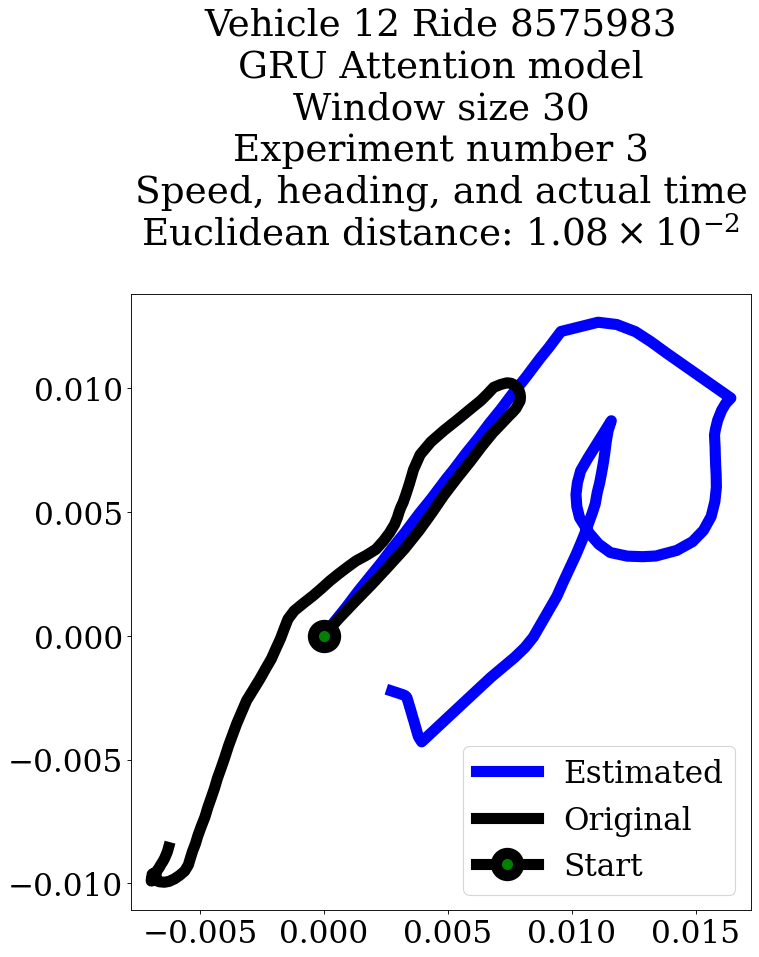 Vehicle 12 Ride 8575983
GRU Attention model
Window size 30
Experiment number 3
Speed, heading, and actual time
Euclidean distance: 1.08 × 10⁻²
0.010
0.005
0.000
−0.005
−0.010
Estimated
Original
Start
−0.005 0.000 0.005 0.010 0.015